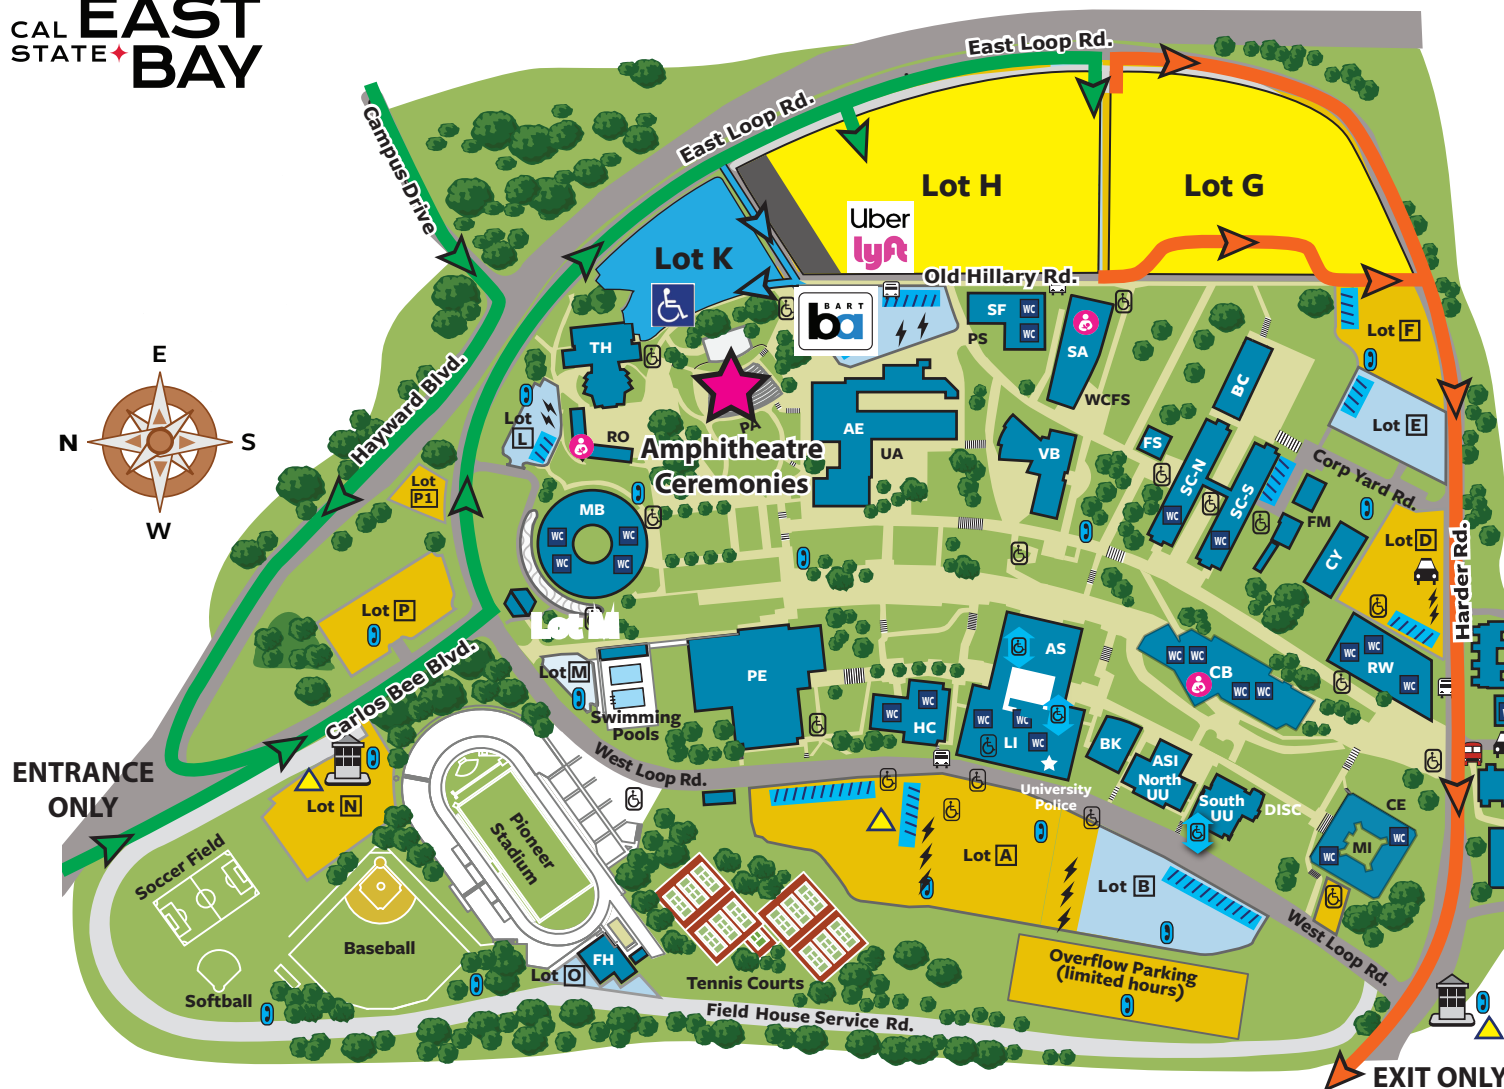 CAL EAST
STATE BAY
Campus Drive
East Loop Rd.
East Loop Rd.
Lot H
Lot G
Lot K
Uber
lyft
Old Hillary Rd.
BART
ba
Hayward Blvd.
E
N
S
W
TH
SF
WC
WC
PS
SA
WCFS
Lot F
BC
Lot E
Lot L
RO
PA
Amphitheatre
Ceremonies
AE
UA
VB
FS
SC-N
SC-S
WC
WC
Corp Yard Rd.
FM
CY
Lot D
Harder Rd.
Lot P1
MB
WC
WC
WC
WC
Lot P
Lot M
Lot M
Swimming
Pools
PE
AS
HC
WC
WC
LI
WC
WC
WC
CB
WC
WC
WC
WC
RW
WC
WC
WC
BK
ASI
North
UU
South
UU
DISC
University
Police
CE
MI
WC
WC
Carlos Bee Blvd.
ENTRANCE
ONLY
Lot N
West Loop Rd.
Soccer Field
Pioneer
Stadium
Lot A
Lot B
West Loop Rd.
Baseball
Softball
FH
Lot O
Tennis Courts
Overflow Parking
(limited hours)
Field House Service Rd.
EXIT ONLY